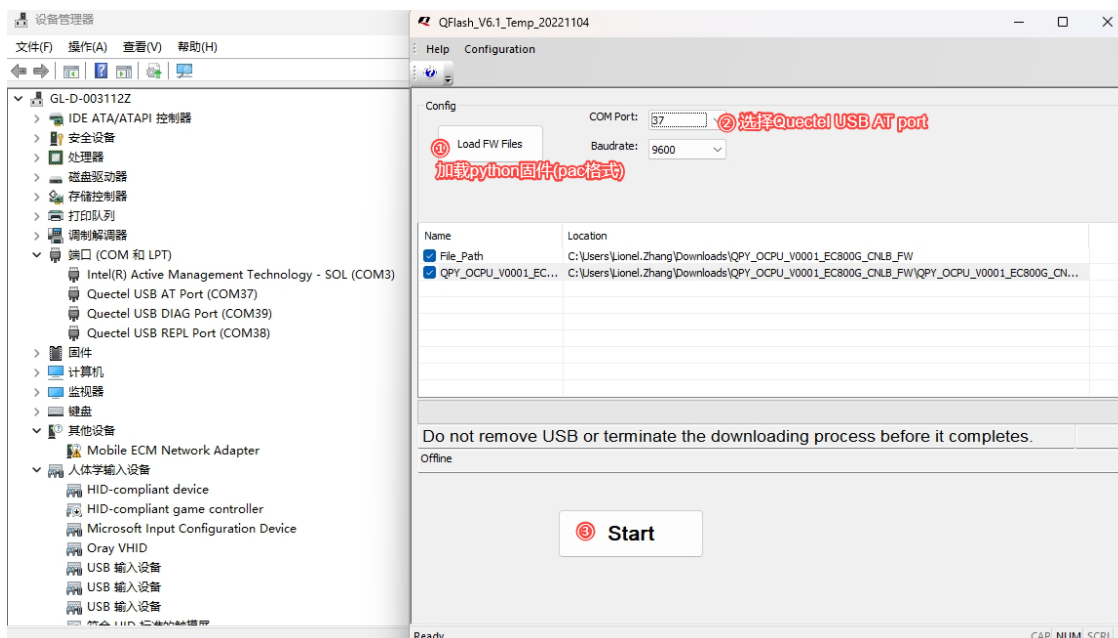 设备管理器
文件(F) 操作(A) 查看(V) 帮助(H)
GL-D-003112Z
IDE ATA/ATAPI 控制器
安全设备
处理器
磁盘驱动器
存储控制器
打印队列
调制解调器
端口 (COM 和 LPT)
Intel(R) Active Management Technology - SOL (COM3)
Quectel USB AT Port (COM37)
Quectel USB DIAG Port (COM39)
Quectel USB REPL Port (COM38)
固件
计算机
监视器
键盘
其他设备
Mobile ECM Network Adapter
人体学输入设备
HID-compliant device
HID-compliant game controller
Microsoft Input Configuration Device
Oray VHID
USB 输入设备
USB 输入设备
USB 输入设备
符合 HID 标准的触摸屏
QFlash_V6.1_Temp_20221104
Help Configuration
Config
COM Port: 37 ② 选择Quectel USB AT port
① Load FW Files
Baudrate: 9600
加载python固件(pac格式)
Name Location
File_Path C:\Users\Lionel.Zhang\Downloads\QPY_OCPU_V0001_EC800G_CNLB_FW
QPY_OCPU_V0001_EC... C:\Users\Lionel.Zhang\Downloads\QPY_OCPU_V0001_EC800G_CNLB_FW\QPY_OCPU_V0001_EC800G_CN...
Do not remove USB or terminate the downloading process before it completes.
Offline
③ Start
Ready
CAP NUM SCRL